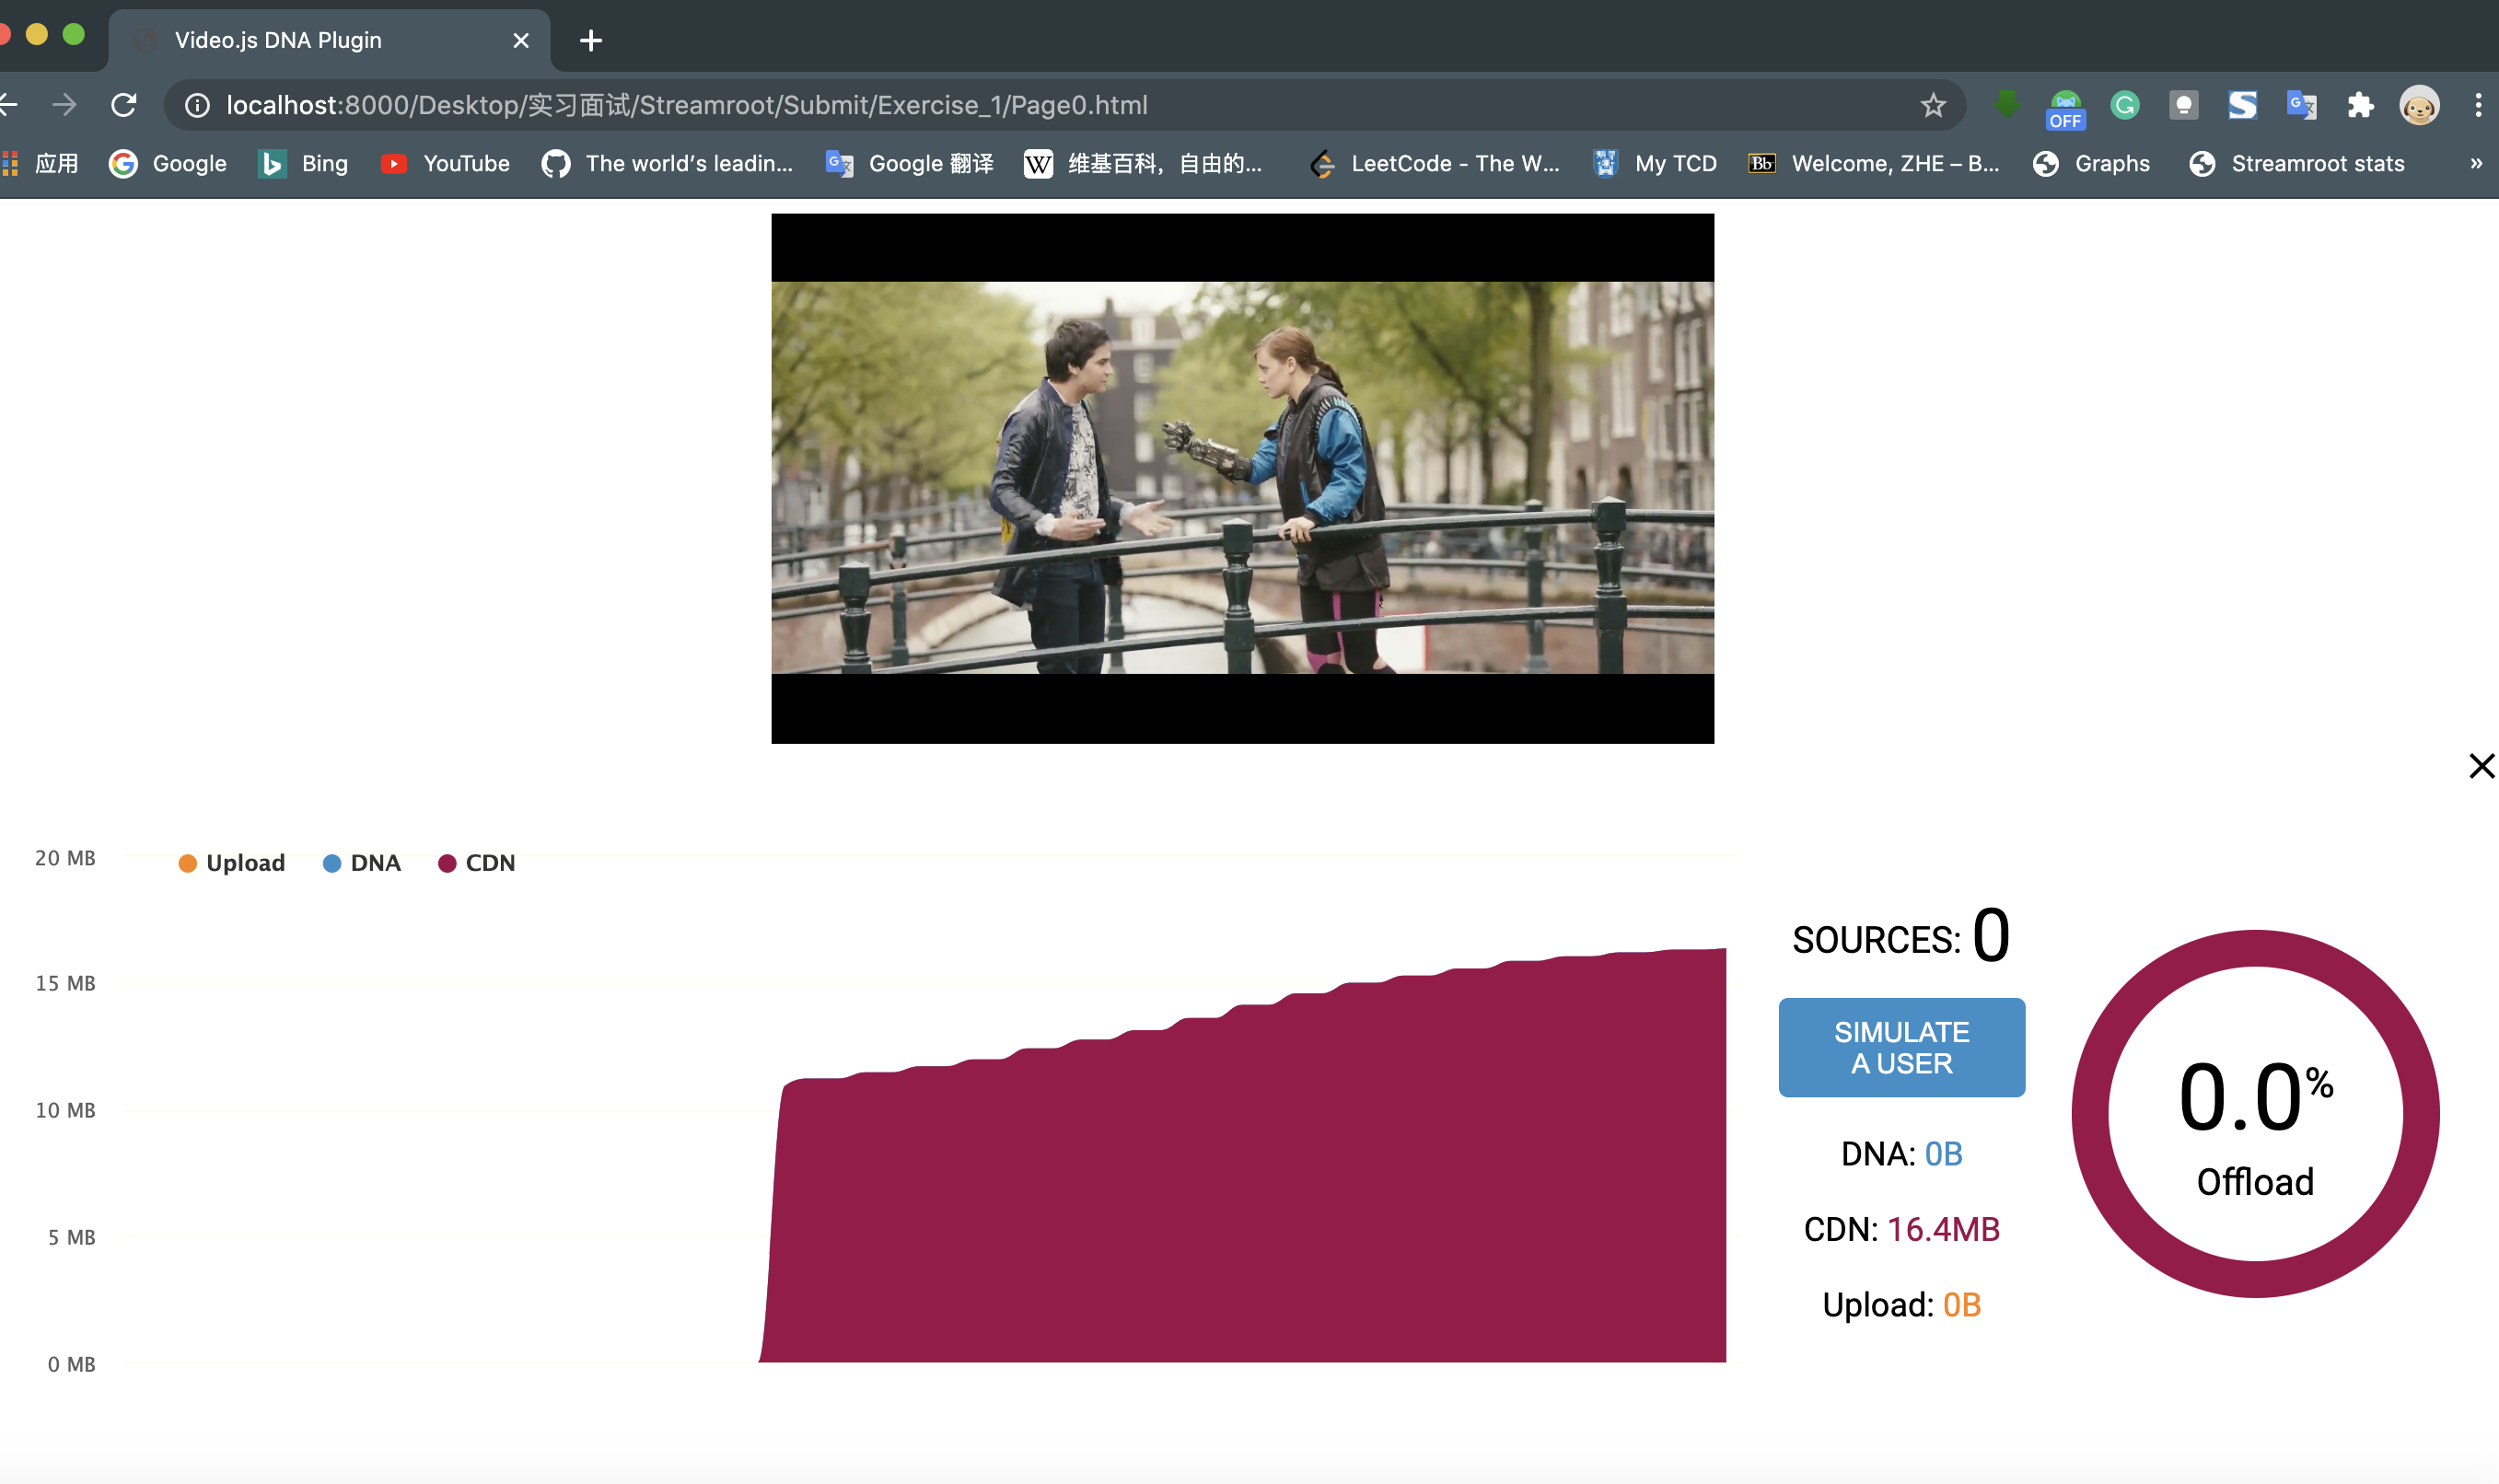 Video.js DNA Plugin
localhost:8000/Desktop/实习面试/Streamroot/Submit/Exercise_1/Page0.html
OFF
应用 Google Bing YouTube The world’s leadin... Google 翻译 维基百科，自由的... LeetCode - The W... My TCD Bb Welcome, ZHE – B... Graphs Streamroot stats »
20 MB
Upload DNA CDN
15 MB
10 MB
5 MB
0 MB
SOURCES: 0
SIMULATE
A USER
DNA: 0B
CDN: 16.4MB
Upload: 0B
0.0%
Offload